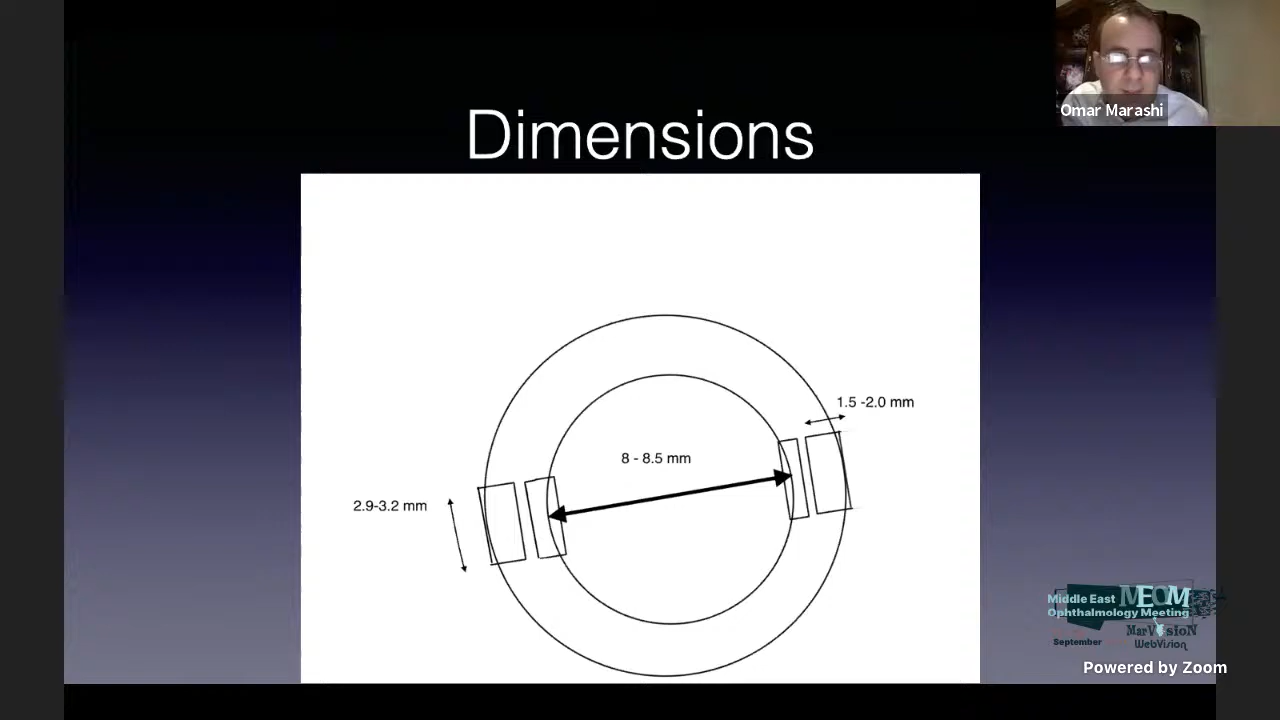 Omar Marashi
Dimensions
1.5 -2.0 mm
8 - 8.5 mm
2.9-3.2 mm
Middle East MEOM
Ophthalmology Meeting
September
MarVision
WebVision
Powered by Zoom